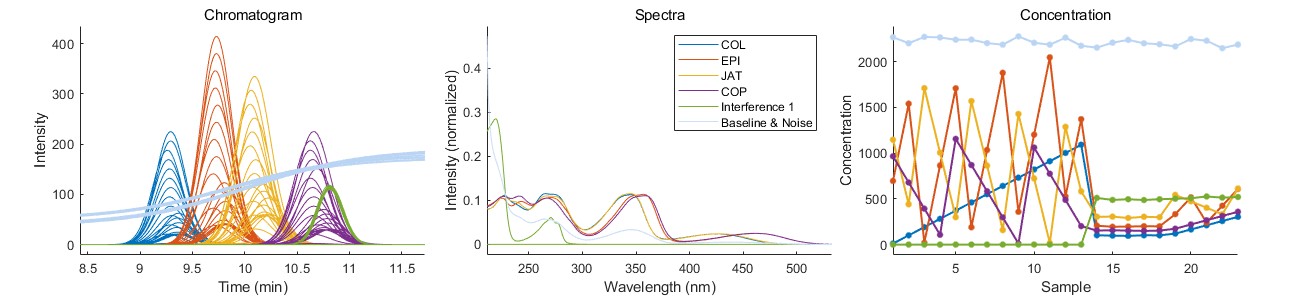 Chromatogram
Intensity
400
300
200
100
0
8.5 9 9.5 10 10.5 11 11.5
Time (min)
Spectra
Intensity (normalized)
0.4
0.3
0.2
0.1
0
250 300 350 400 450 500
Wavelength (nm)
COL
EPI
JAT
COP
Interference 1
Baseline & Noise
Concentration
Concentration
2000
1500
1000
500
0
5 10 15 20
Sample